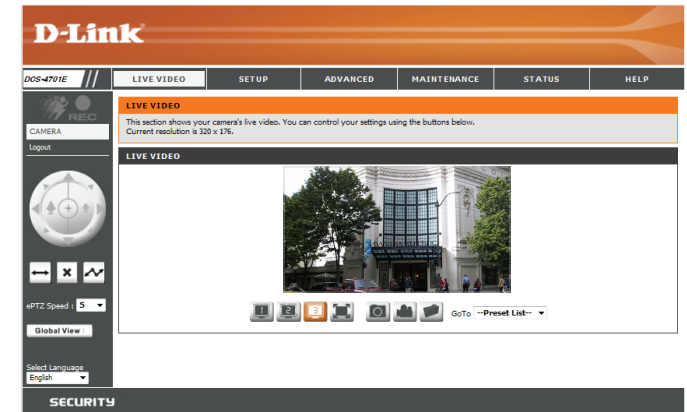 D-Link
DCS-4701E
LIVE VIDEO SETUP ADVANCED MAINTENANCE STATUS HELP
REC
CAMERA
Logout
ePTZ Speed : 5
Global View :
Select Language
English
LIVE VIDEO
This section shows your camera's live video. You can control your settings using the buttons below.
Current resolution is 320 x 176.
LIVE VIDEO
1 2 3 GoTo --Preset List--
SECURITY